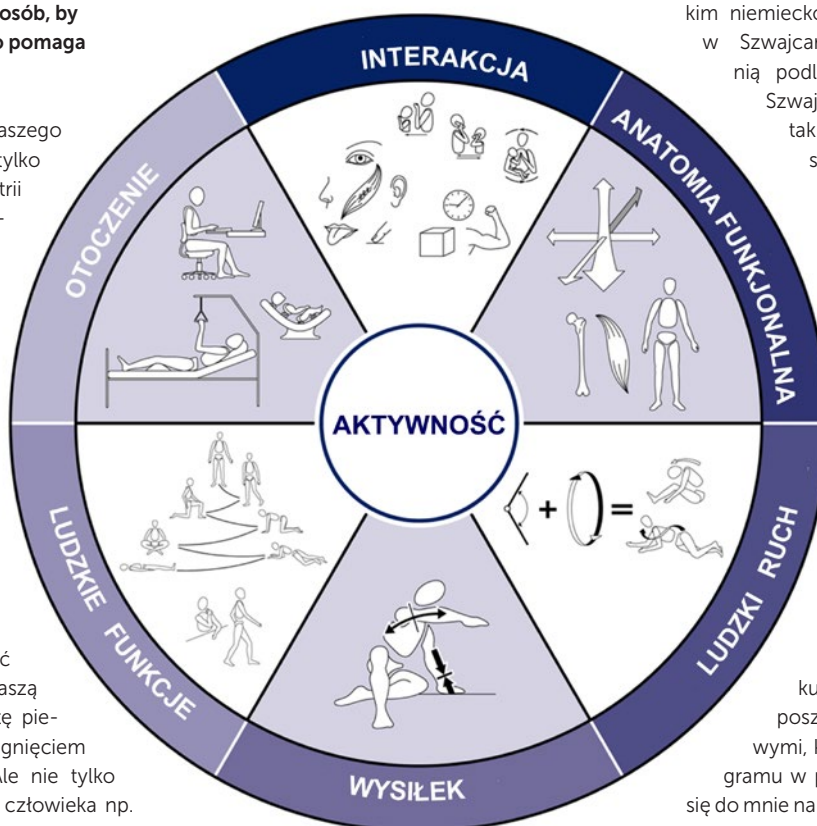 osób, by
pomaga
aszego
tylko
trii
ć
aszą
tę pie-
gnięciem
Ale nie tylko
człowieka np.
INTERAKCJA
ANATOMIA FUNKJONALNA
LUDZKI RUCH
WYSIŁEK
LUDZKIE FUNKCJE
OTOCZENIE
AKTYWNOŚĆ
+
=
kim niemiecko
w Szwajcar
nią podl
Szwaj
tak
s
ku
posz
wymi, k
gramu w p
się do mnie na